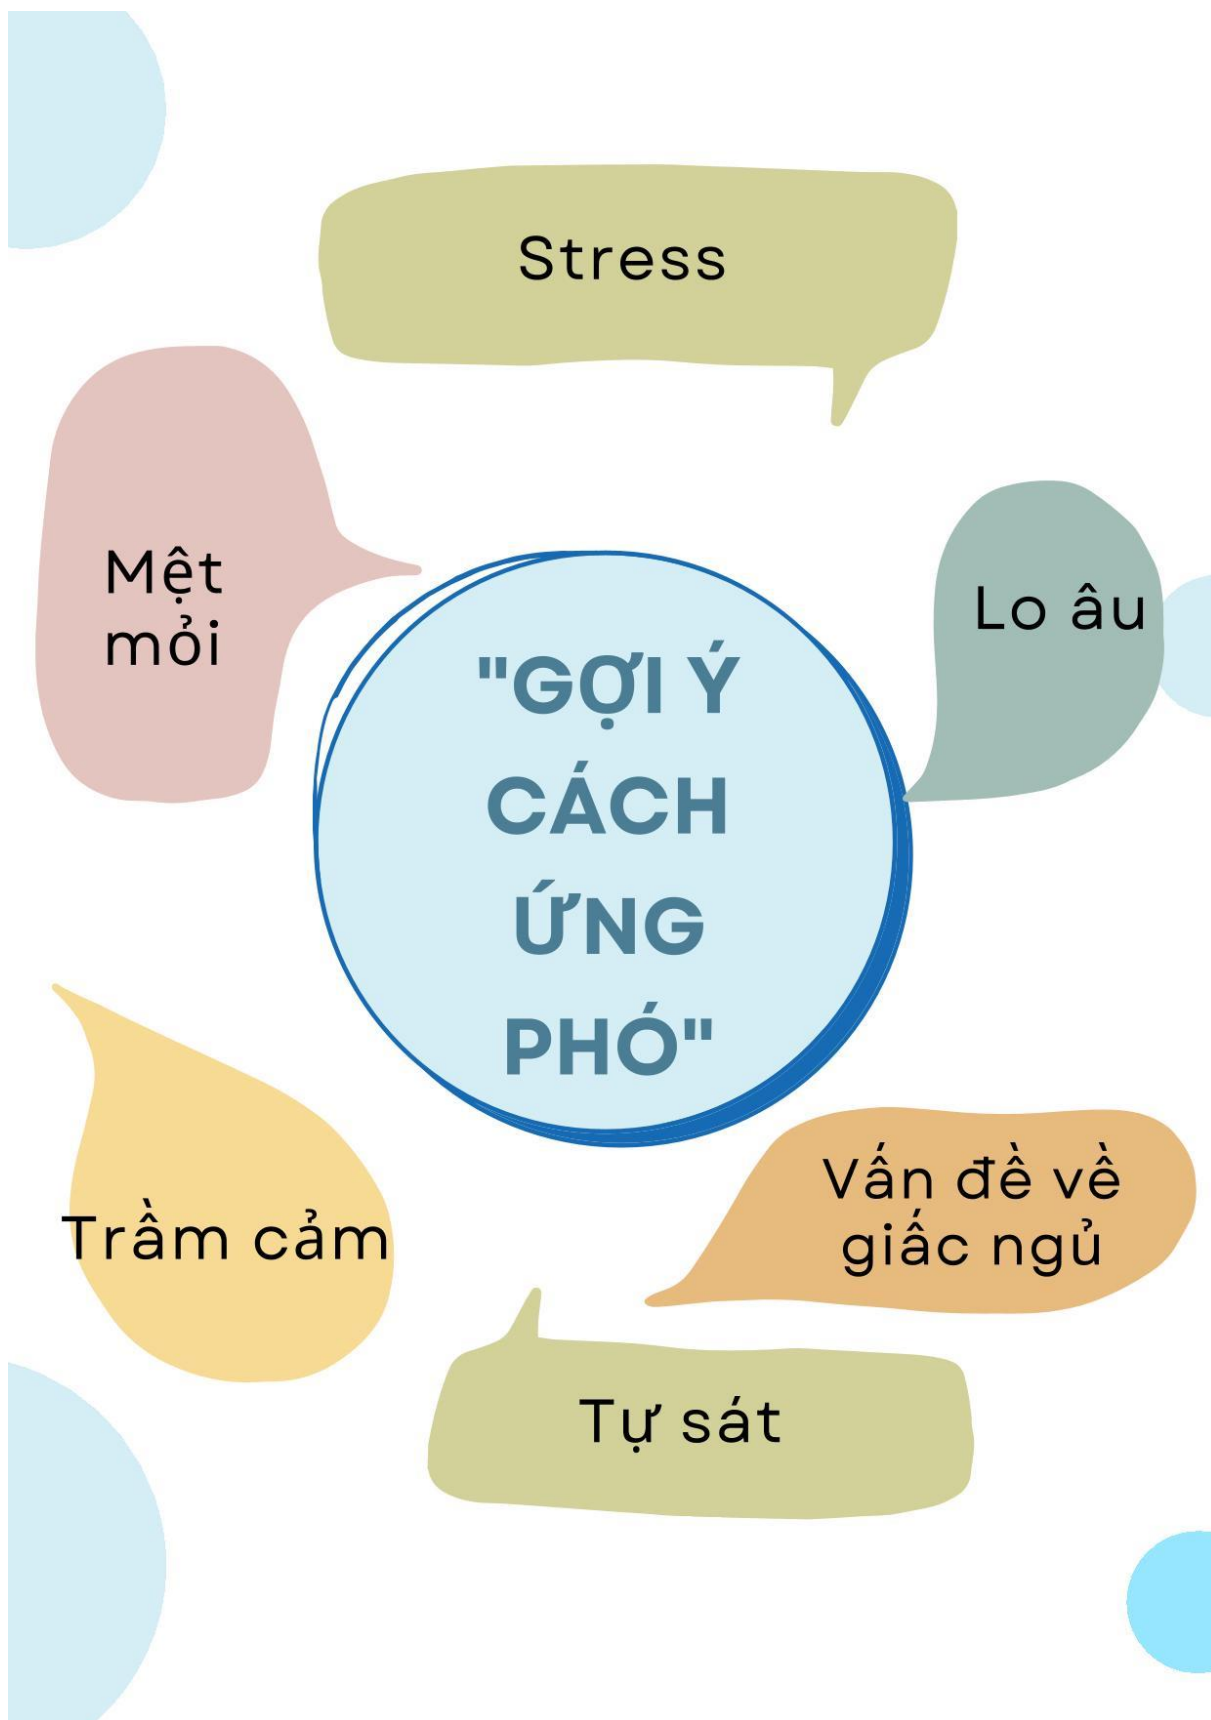 Stress
Mệt
mỏi
Lo âu
"GỢI Ý
CÁCH
ỨNG
PHÓ"
Trầm cảm
Vấn đề về
giấc ngủ
Tự sát